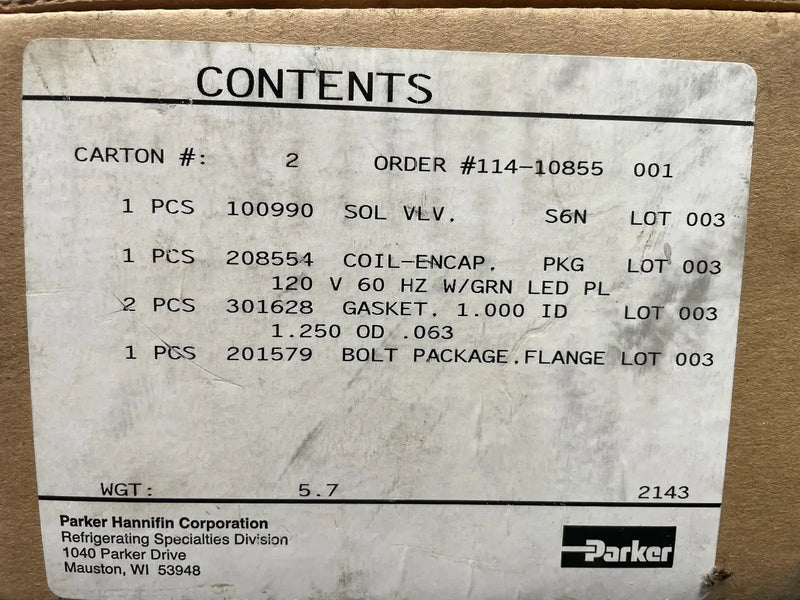 CONTENTS
CARTON #: 2 ORDER #114-10855 001
1 PCS 100990 SOL VLV, S6N LOT 003
1 PCS 208554 COIL-ENCAP, PKG LOT 003
120 V 60 HZ W/GRN LED PL
2 PCS 301628 GASKET, 1.000 ID LOT 003
1.250 OD .063
1 PCS 201579 BOLT PACKAGE,FLANGE LOT 003
WGT: 5.7 2143
Parker Hannifin Corporation
Refrigerating Specialties Division
1040 Parker Drive
Mauston, WI 53948
Parker